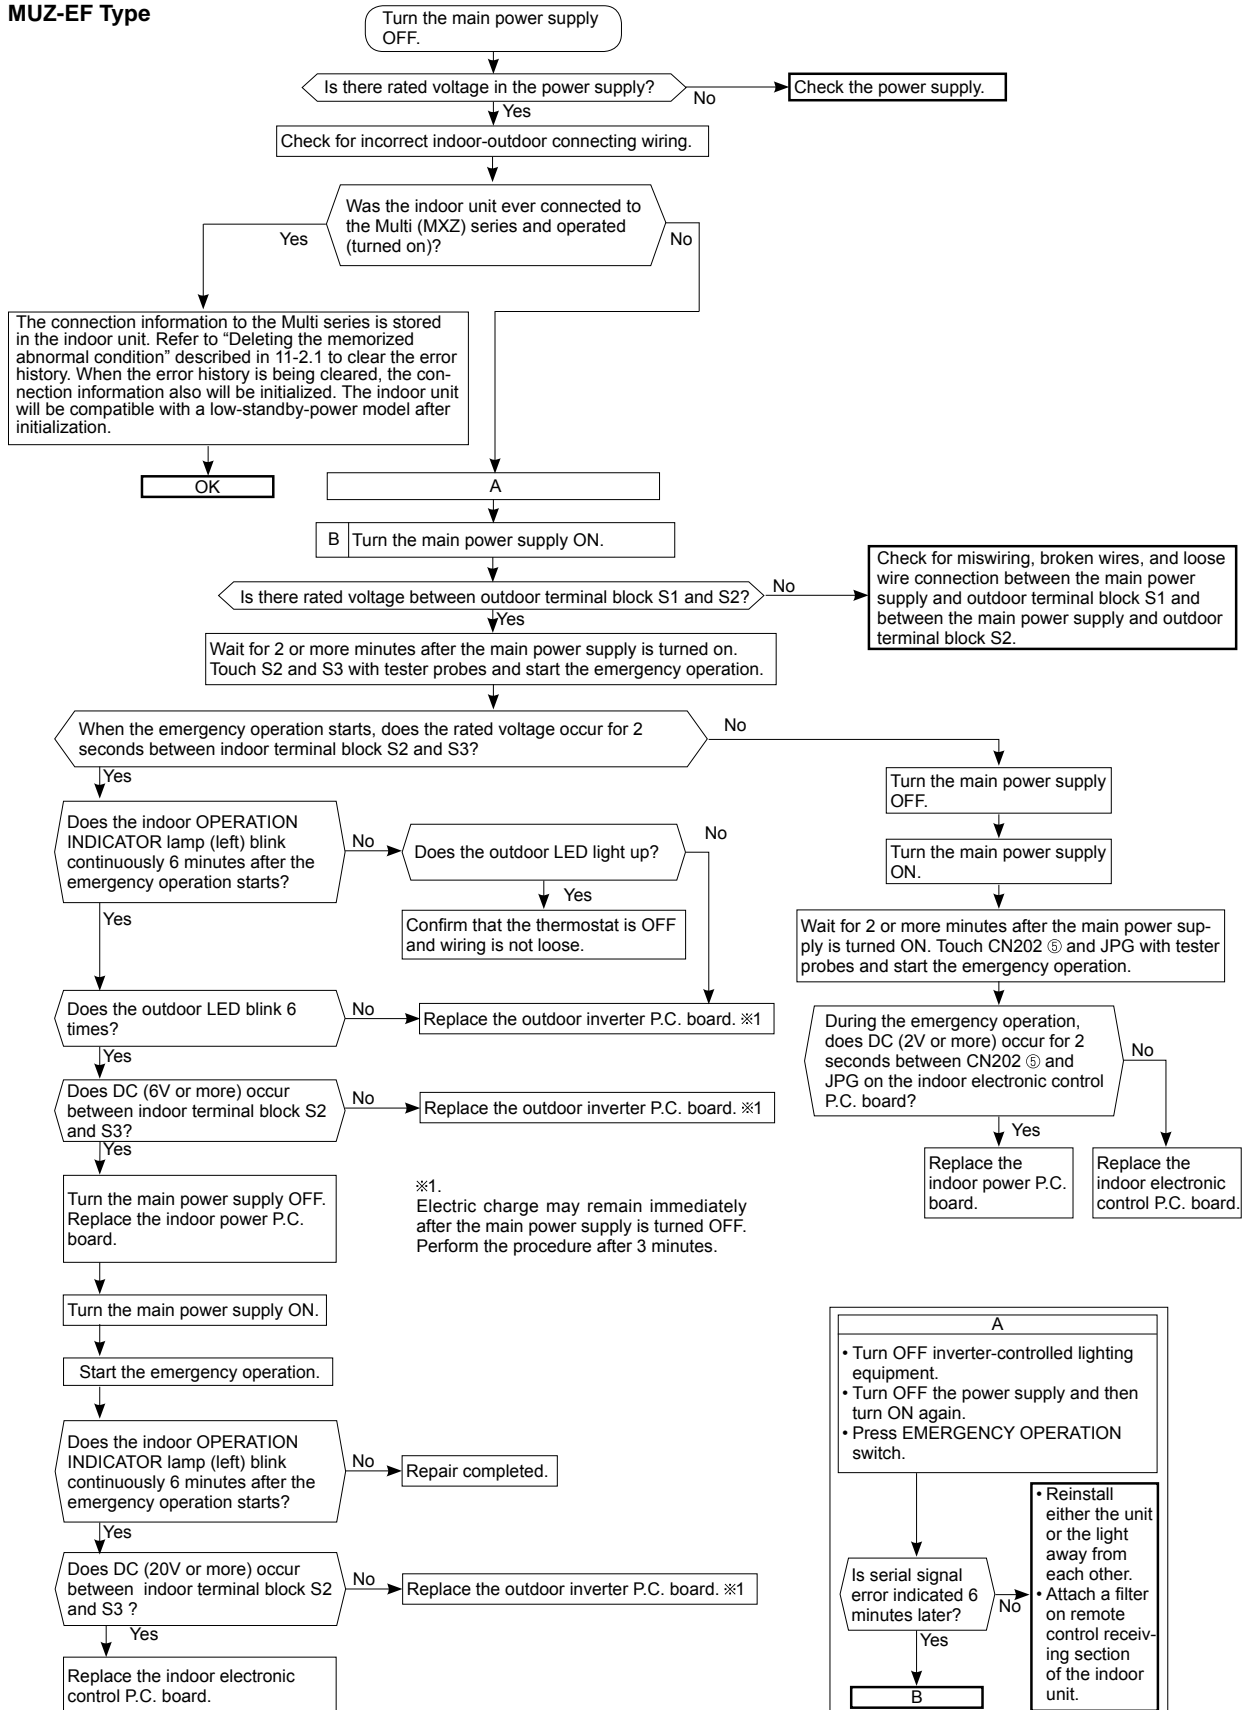 MUZ-EF Type
Turn the main power supply
OFF.
Is there rated voltage in the power supply?
No
Check the power supply.
Yes
Check for incorrect indoor-outdoor connecting wiring.
Was the indoor unit ever connected to
the Multi (MXZ) series and operated
(turned on)?
Yes
No
The connection information to the Multi series is stored
in the indoor unit. Refer to “Deleting the memorized
abnormal condition” described in 11-2.1 to clear the error
history. When the error history is being cleared, the con-
nection information also will be initialized. The indoor unit
will be compatible with a low-standby-power model after
initialization.
OK
A
B Turn the main power supply ON.
Is there rated voltage between outdoor terminal block S1 and S2?
No
Check for miswiring, broken wires, and loose
wire connection between the main power
supply and outdoor terminal block S1 and
between the main power supply and outdoor
terminal block S2.
Yes
Wait for 2 or more minutes after the main power supply is turned on.
Touch S2 and S3 with tester probes and start the emergency operation.
When the emergency operation starts, does the rated voltage occur for 2
seconds between indoor terminal block S2 and S3?
No
Yes
Turn the main power supply
OFF.
Turn the main power supply
ON.
Wait for 2 or more minutes after the main power sup-
ply is turned ON. Touch CN202 ⑤ and JPG with tester
probes and start the emergency operation.
During the emergency operation,
does DC (2V or more) occur for 2
seconds between CN202 ⑤ and
JPG on the indoor electronic control
P.C. board?
No
Yes
Replace the
indoor power P.C.
board.
Replace the
indoor electronic
control P.C. board.
Does the indoor OPERATION
INDICATOR lamp (left) blink
continuously 6 minutes after the
emergency operation starts?
No
Does the outdoor LED light up?
No
Yes
Confirm that the thermostat is OFF
and wiring is not loose.
Yes
Does the outdoor LED blink 6
times?
No
Replace the outdoor inverter P.C. board. ※1
Yes
Does DC (6V or more) occur
between indoor terminal block S2
and S3?
No
Replace the outdoor inverter P.C. board. ※1
Yes
Turn the main power supply OFF.
Replace the indoor power P.C.
board.
※1.
Electric charge may remain immediately
after the main power supply is turned OFF.
Perform the procedure after 3 minutes.
Turn the main power supply ON.
Start the emergency operation.
Does the indoor OPERATION
INDICATOR lamp (left) blink
continuously 6 minutes after the
emergency operation starts?
No
Repair completed.
Yes
Does DC (20V or more) occur
between indoor terminal block S2
and S3 ?
No
Replace the outdoor inverter P.C. board. ※1
Yes
Replace the indoor electronic
control P.C. board.
A
• Turn OFF inverter-controlled lighting
equipment.
• Turn OFF the power supply and then
turn ON again.
• Press EMERGENCY OPERATION
switch.
Is serial signal
error indicated 6
minutes later?
No
• Reinstall
either the unit
or the light
away from
each other.
• Attach a filter
on remote
control receiv-
ing section
of the indoor
unit.
Yes
B